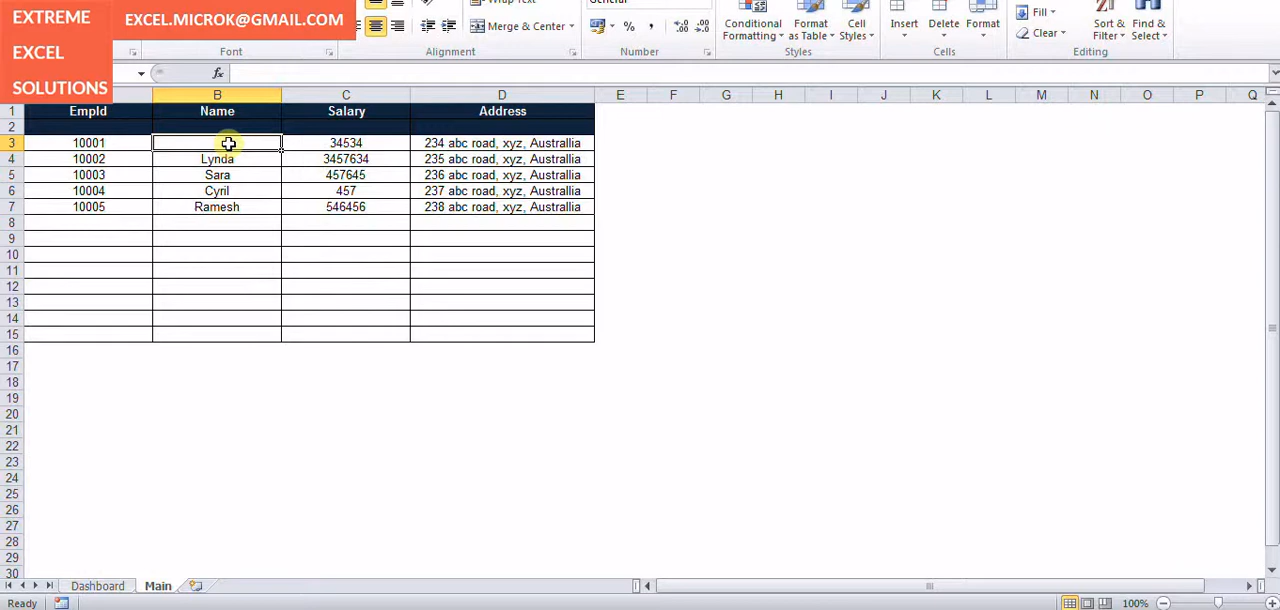 EXTREME
EXCEL
SOLUTIONS
EXCEL.MICROK@GMAIL.COM
Merge & Center
%
Conditional Formatting
Format as Table
Cell Styles
Insert
Delete
Format
Fill
Clear
Sort & Filter
Find & Select
Font
Alignment
Number
Styles
Cells
Editing
fx
A B C D E F G H I J K L M N O P Q
1 EmpId Name Salary Address
2
3 10001 34534 234 abc road, xyz, Australlia
4 10002 Lynda 3457634 235 abc road, xyz, Australlia
5 10003 Sara 457645 236 abc road, xyz, Australlia
6 10004 Cyril 457 237 abc road, xyz, Australlia
7 10005 Ramesh 546456 238 abc road, xyz, Australlia
8
9
10
11
12
13
14
15
16
17
18
19
20
21
22
23
24
25
26
27
28
29
30
Dashboard Main
Ready 100%